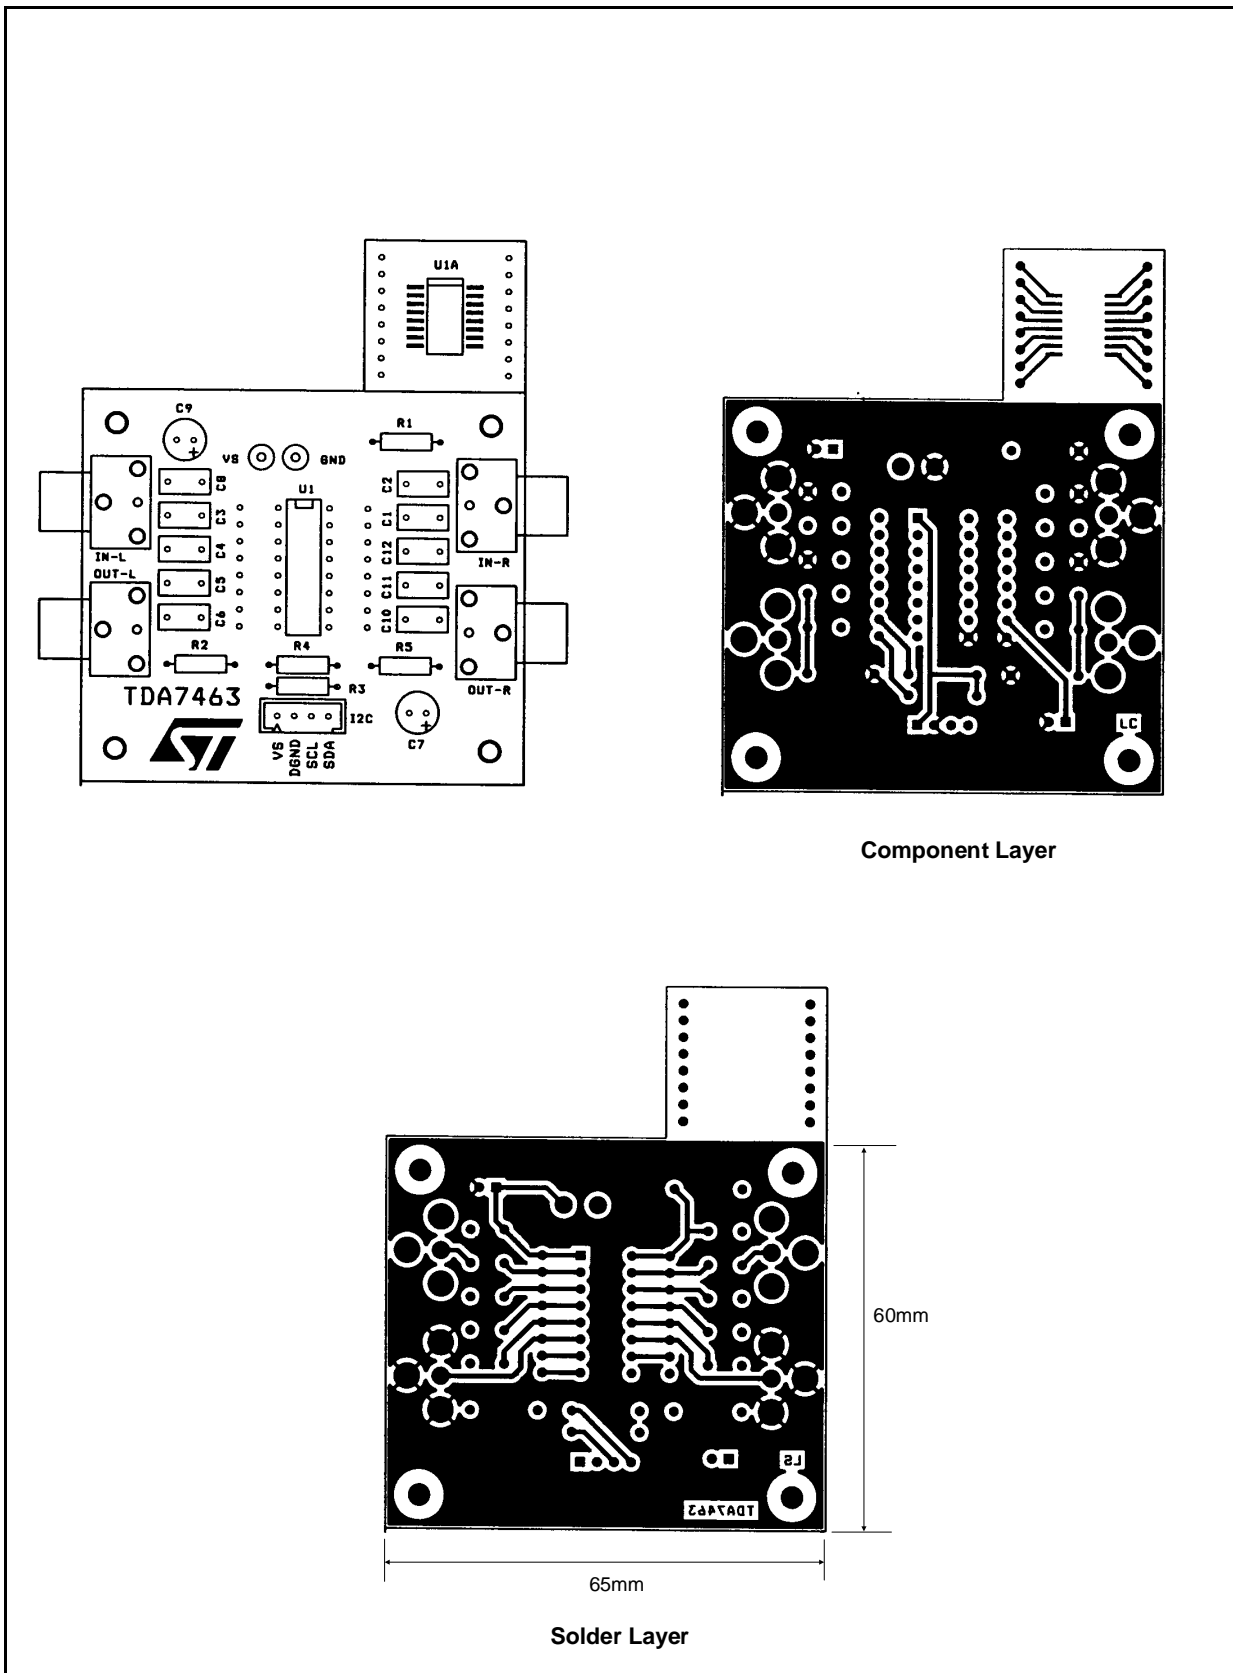 U1A
C9
R1
VS
GND
C8
C2
U1
C3
C1
C4
C12
IN-L
IN-R
OUT-L
C5
C11
C6
C10
R2
R4
R5
R3
OUT-R
TDA7463
I2C
C7
ST
VS
DGND
SCL
SDA
LC
Component Layer
60mm
LS
TDA7463
65mm
Solder Layer